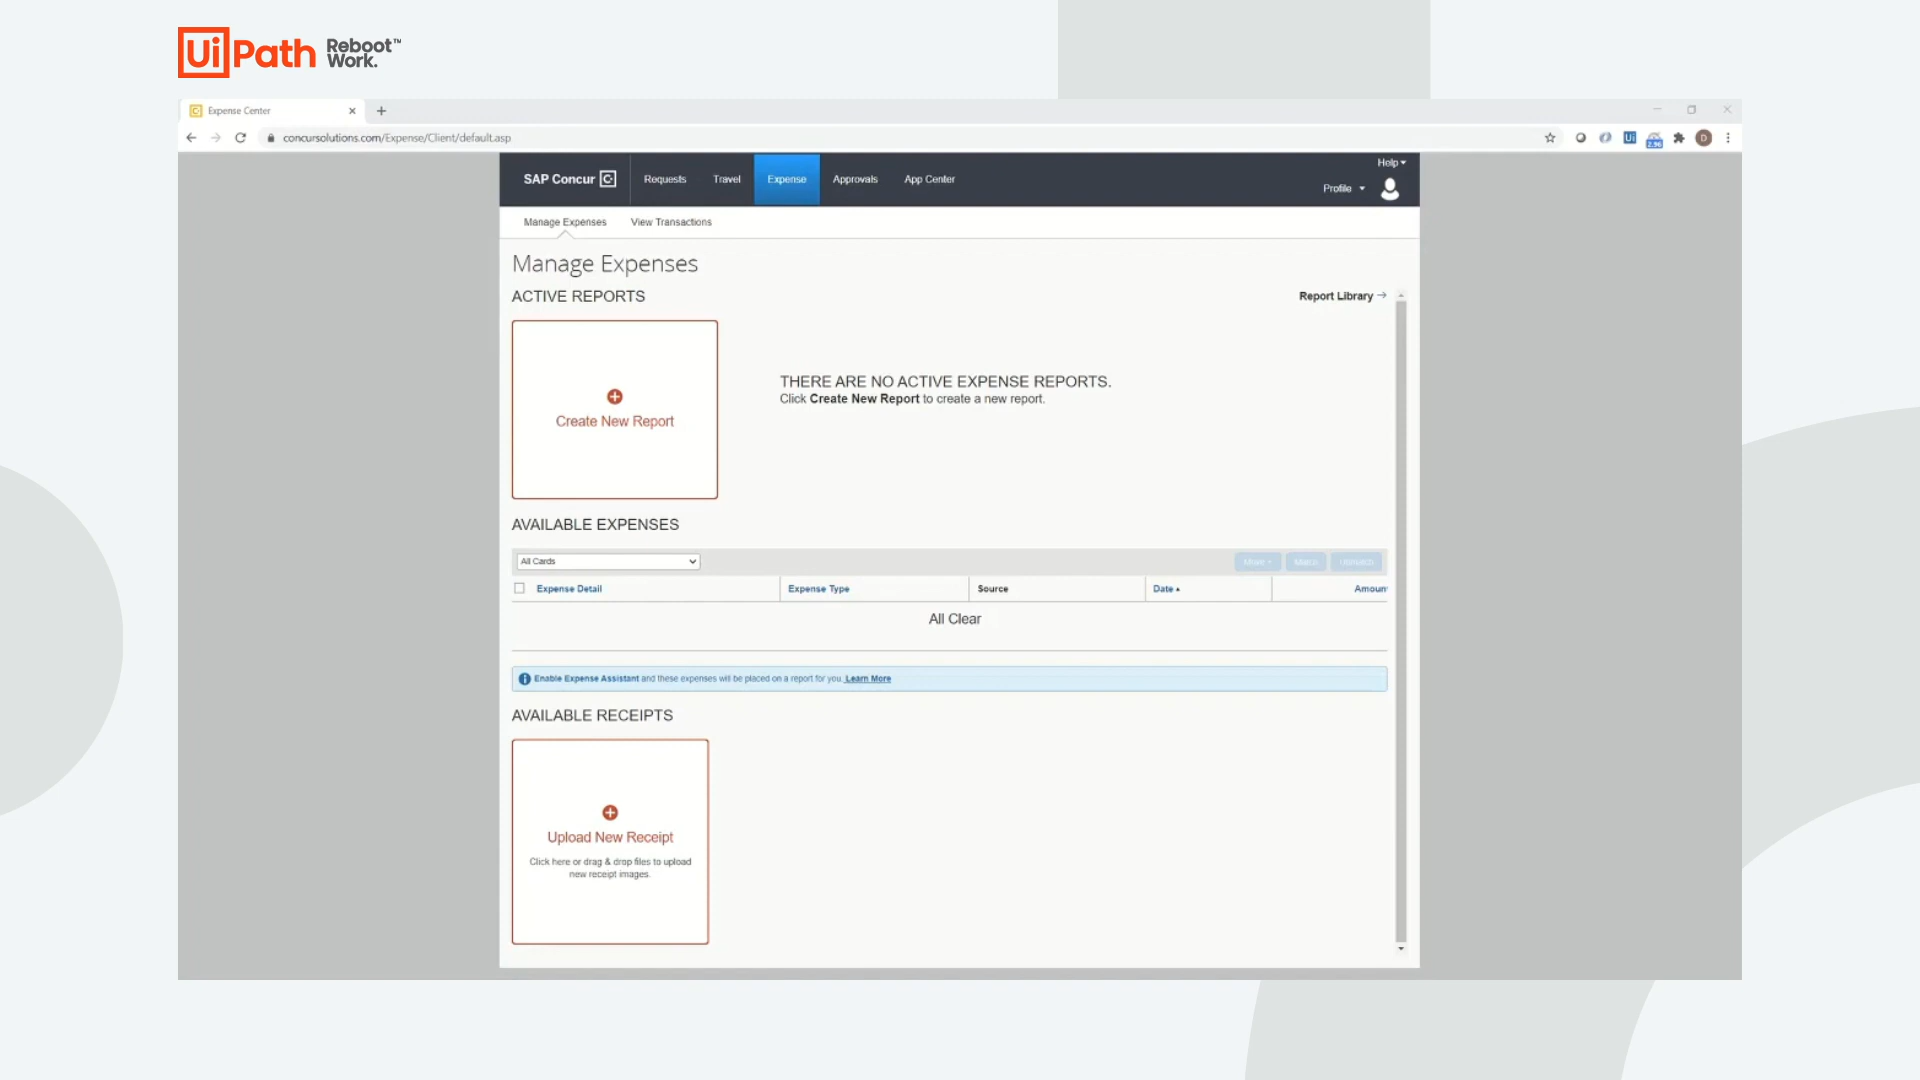 UiPath Reboot Work.™
Expense Center
concursolutions.com/Expense/Client/default.asp
Ui
2.96
D
Help
SAP Concur C
Requests
Travel
Expense
Approvals
App Center
Profile
Manage Expenses
View Transactions
Manage Expenses
ACTIVE REPORTS
Report Library →
Create New Report
THERE ARE NO ACTIVE EXPENSE REPORTS.
Click Create New Report to create a new report.
AVAILABLE EXPENSES
All Cards
Move
Match
Unmatch
Expense Detail
Expense Type
Source
Date
Amoun
All Clear
Enable Expense Assistant and these expenses will be placed on a report for you. Learn More
AVAILABLE RECEIPTS
Upload New Receipt
Click here or drag & drop files to upload
new receipt images.